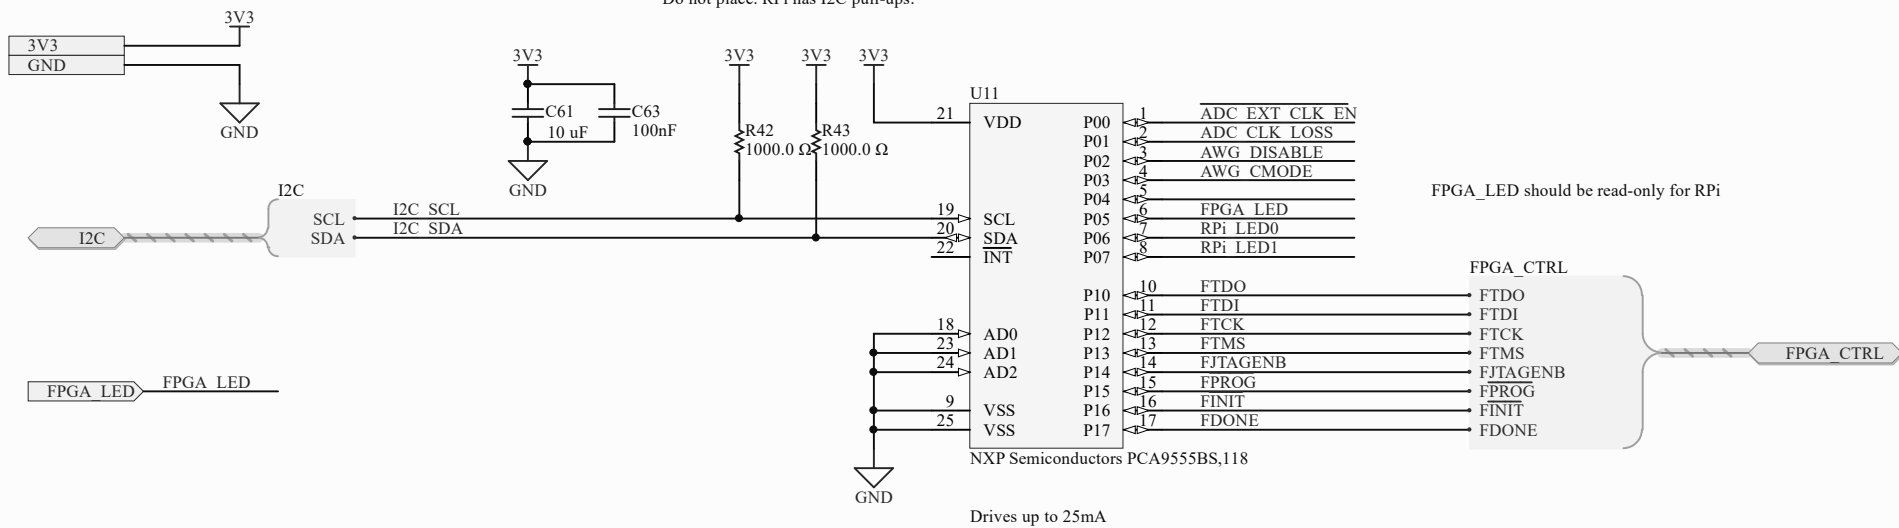 Do not place. RPi has I2C pull-ups.
3V3
3V3
GND
GND
3V3
C61
10 uF
C63
100nF
GND
3V3
3V3
3V3
R42
1000.0 Ω
R43
1000.0 Ω
I2C
I2C
SCL
SDA
I2C_SCL
I2C_SDA
FPGA_LED
FPGA_LED
U11
21 VDD
19 SCL
20 SDA
22 INT
18 AD0
23 AD1
24 AD2
9 VSS
25 VSS
GND
P00 1 ADC_EXT_CLK_EN
P01 2 ADC_CLK_LOSS
P02 3 AWG_DISABLE
P03 4 AWG_CMODE
P04 5
P05 6 FPGA_LED
P06 7 RPi_LED0
P07 8 RPi_LED1
P10 10 FTDO
P11 11 FTDI
P12 12 FTCK
P13 13 FTMS
P14 14 FJTAGENB
P15 15 FPROG
P16 16 FINIT
P17 17 FDONE
NXP Semiconductors PCA9555BS,118
Drives up to 25mA
FPGA_LED should be read-only for RPi
FPGA_CTRL
FTDO
FTDI
FTCK
FTMS
FJTAGENB
FPROG
FINIT
FDONE
FPGA_CTRL